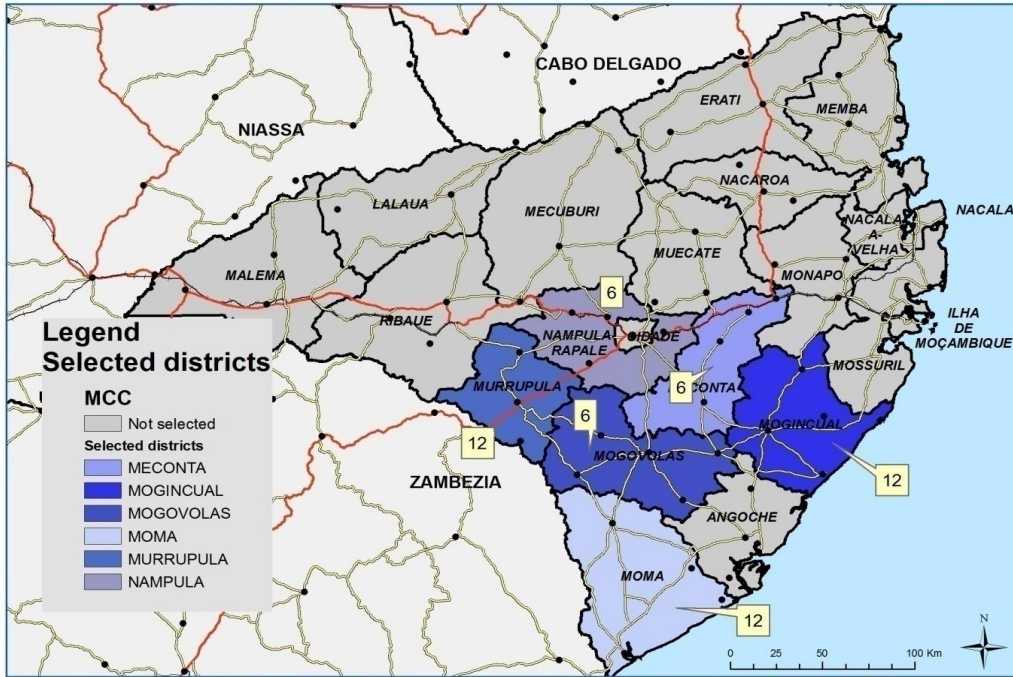 CABO DELGADO
NIASSA
ERATI
MEMBA
NACAROA
LALAUA
MECUBURI
NACALA-
A-
VELHA
NACALA
MUECATE
MONAPO
MALEMA
6
RIBAUE
NAMPULA-
RAPALE
CIDADE
ILHA
DE
MOÇAMBIQUE
MOSSURIL
MURRUPULA
6
MECONTA
6
MOGINCUAL
12
MOGOVOLAS
ZAMBEZIA
12
ANGOCHE
MOMA
12
Legend
Selected districts
MCC
Not selected
Selected districts
MECONTA
MOGINCUAL
MOGOVOLAS
MOMA
MURRUPULA
NAMPULA
N
0 25 50 100 Km